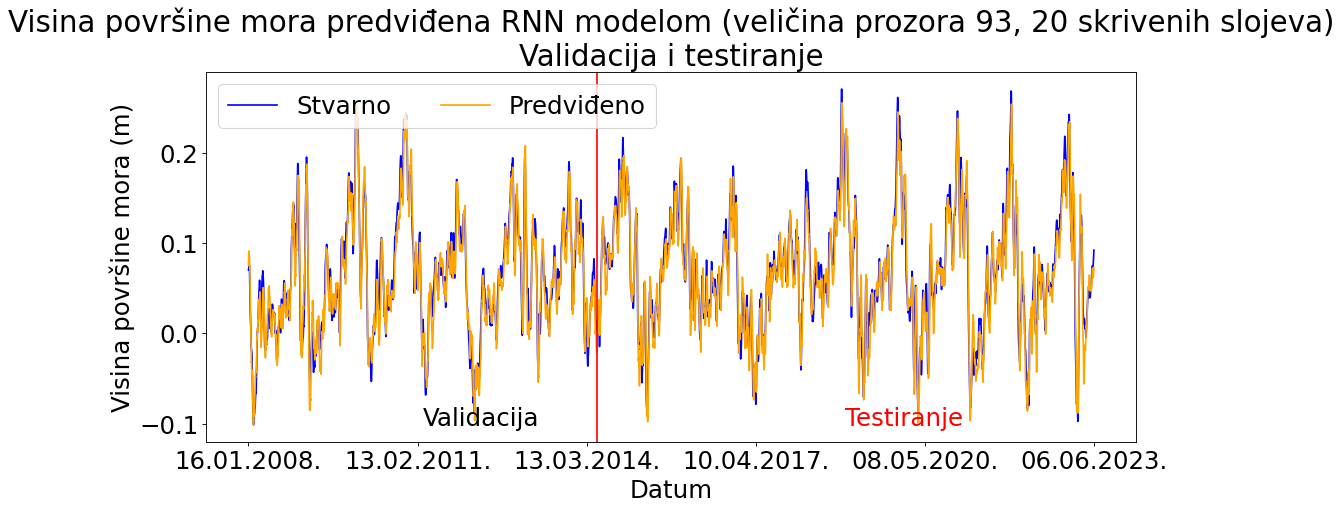 Visina površine mora predviđena RNN modelom (veličina prozora 93, 20 skrivenih slojeva)
Validacija i testiranje
Stvarno
Predviđeno
Visina površine mora (m)
0.2
0.1
0.0
−0.1
Validacija
Testiranje
16.01.2008.
13.02.2011.
13.03.2014.
10.04.2017.
08.05.2020.
06.06.2023.
Datum